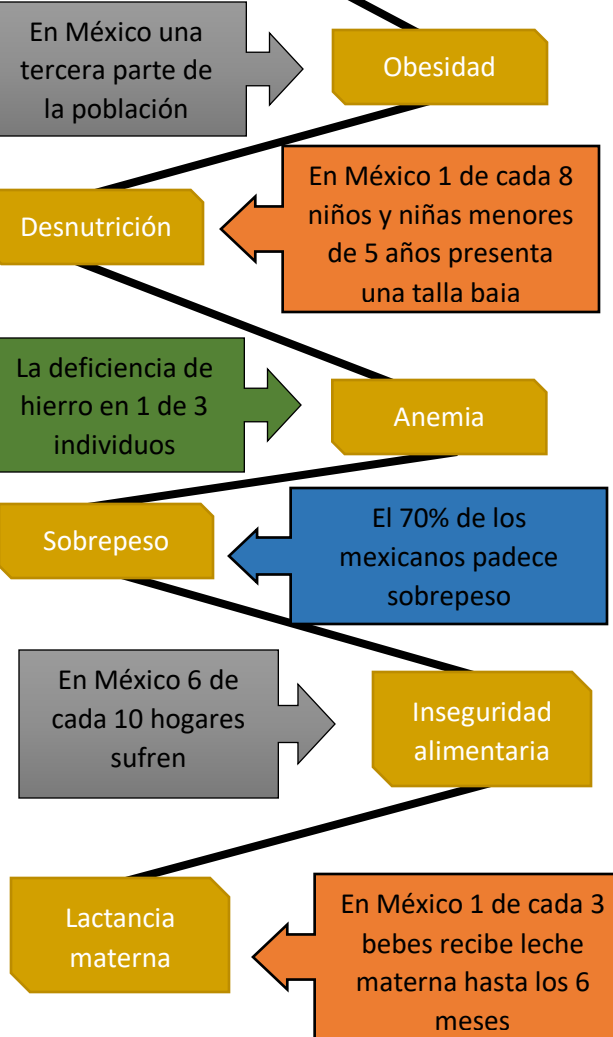 En México una
tercera parte de
la población
Obesidad
Desnutrición
En México 1 de cada 8
niños y niñas menores
de 5 años presenta
una talla baja
La deficiencia de
hierro en 1 de 3
individuos
Anemia
Sobrepeso
El 70% de los
mexicanos padece
sobrepeso
En México 6 de
cada 10 hogares
sufren
Inseguridad
alimentaria
Lactancia
materna
En México 1 de cada 3
bebes recibe leche
materna hasta los 6
meses